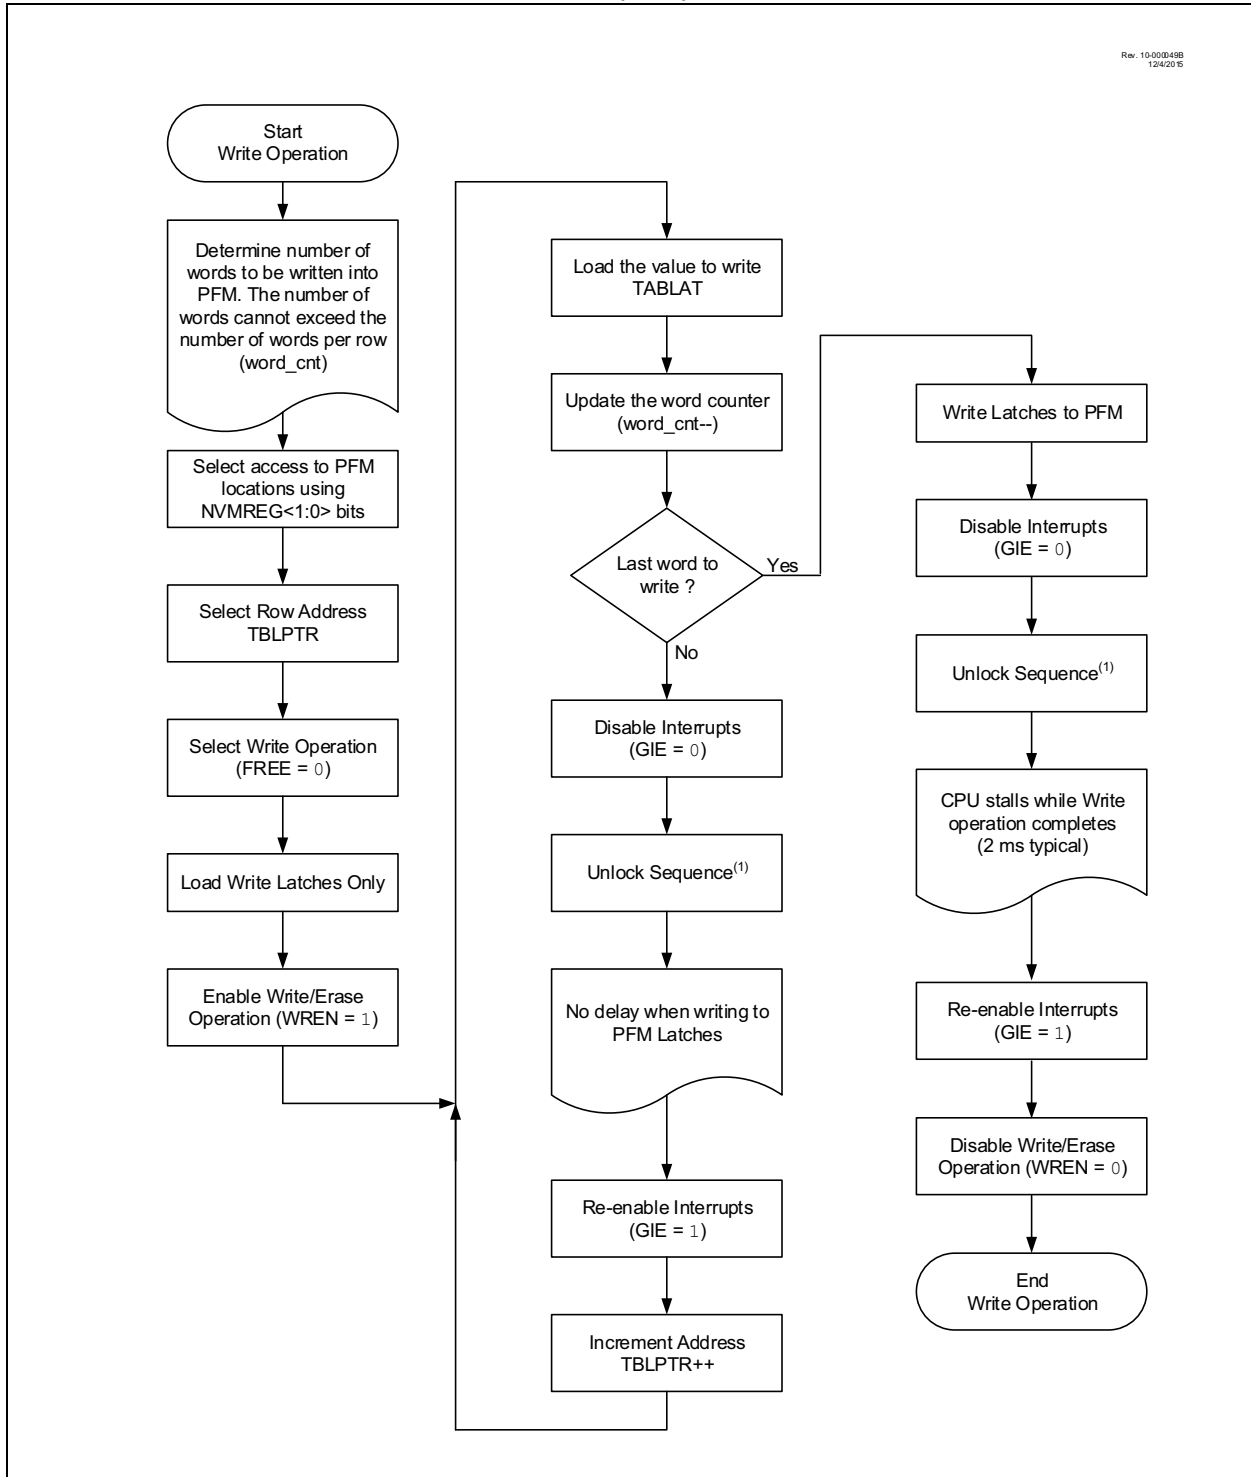 Rev. 10-000049B
12/4/2015
Start
Write Operation
Determine number of
words to be written into
PFM. The number of
words cannot exceed the
number of words per row
(word_cnt)
Select access to PFM
locations using
NVMREG<1:0> bits
Select Row Address
TBLPTR
Select Write Operation
(FREE = 0)
Load Write Latches Only
Enable Write/Erase
Operation (WREN = 1)
Load the value to write
TABLAT
Update the word counter
(word_cnt--)
Last word to
write ?
Yes
No
Disable Interrupts
(GIE = 0)
Unlock Sequence(1)
No delay when writing to
PFM Latches
Re-enable Interrupts
(GIE = 1)
Increment Address
TBLPTR++
Write Latches to PFM
Disable Interrupts
(GIE = 0)
Unlock Sequence(1)
CPU stalls while Write
operation completes
(2 ms typical)
Re-enable Interrupts
(GIE = 1)
Disable Write/Erase
Operation (WREN = 0)
End
Write Operation